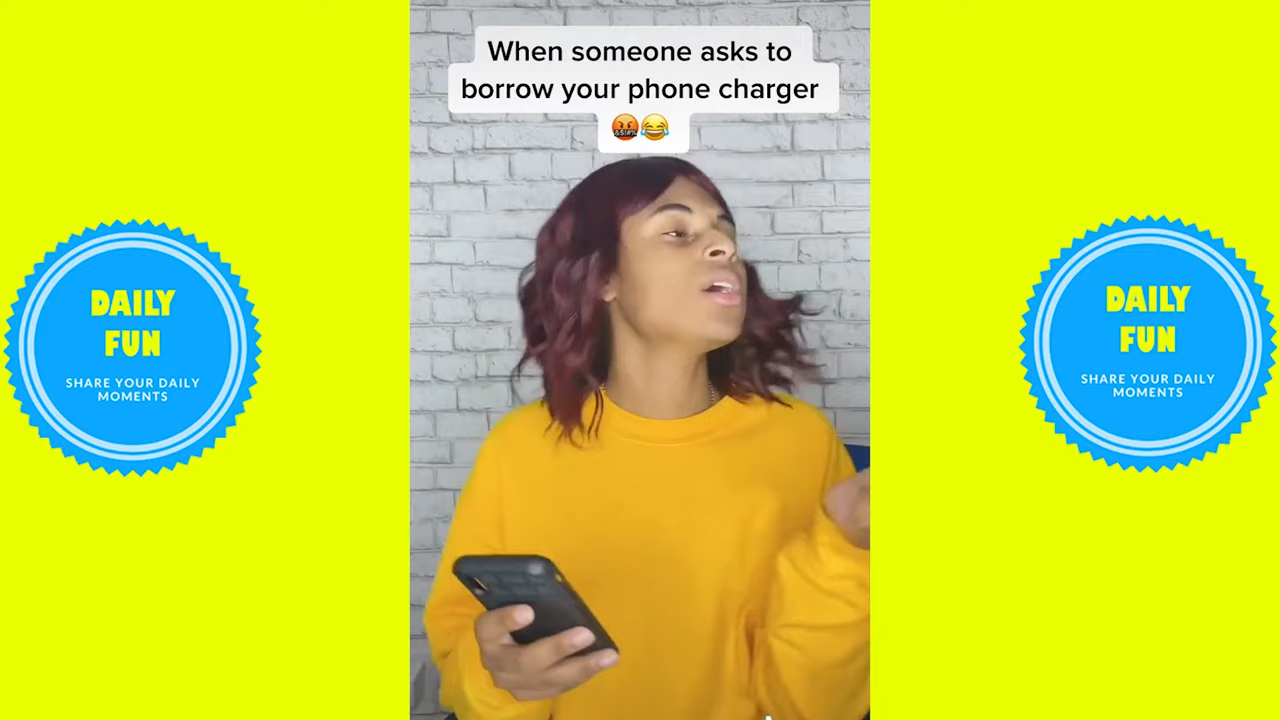 When someone asks to
borrow your phone charger
🤬😂
DAILY
FUN
SHARE YOUR DAILY
MOMENTS
DAILY
FUN
SHARE YOUR DAILY
MOMENTS